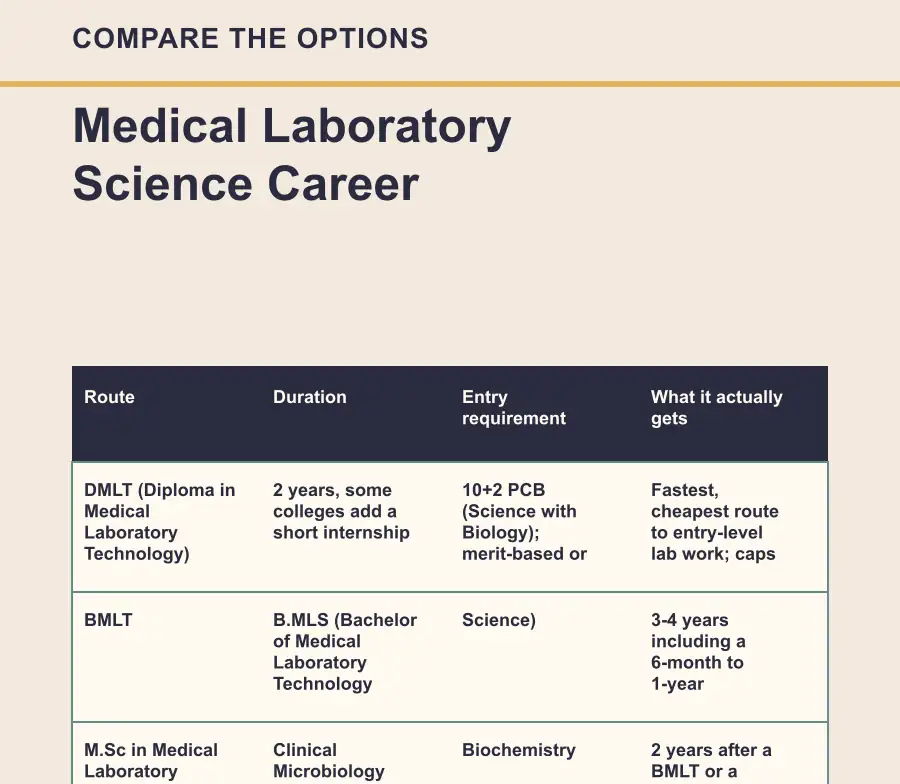 COMPARE THE OPTIONS
Medical Laboratory
Science Career
Route
Duration
Entry
requirement
What it actually
gets
DMLT (Diploma in
Medical
Laboratory
Technology)
2 years, some
colleges add a
short internship
10+2 PCB
(Science with
Biology);
merit-based or
Fastest,
cheapest route
to entry-level
lab work; caps
BMLT
B.MLS (Bachelor
of Medical
Laboratory
Technology
Science)
3-4 years
including a
6-month to
1-year
M.Sc in Medical
Laboratory
Clinical
Microbiology
Biochemistry
2 years after a
BMLT or a